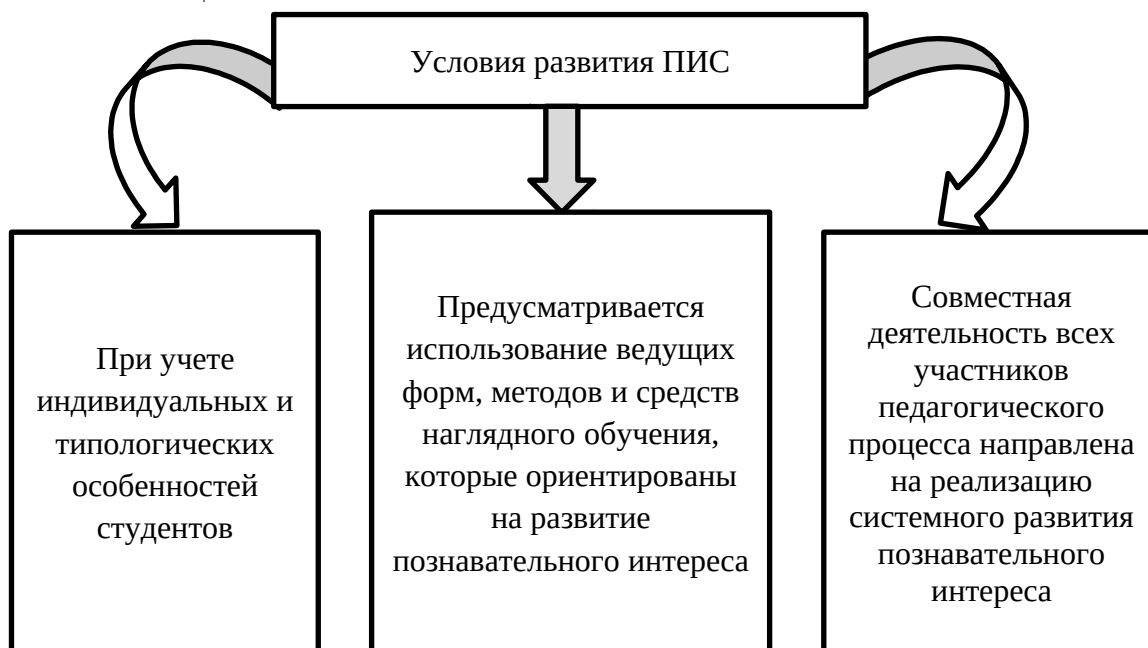 Условия развития ПИС
При учете
индивидуальных и
типологических
особенностей
студентов
Предусматривается
использование ведущих
форм, методов и средств
наглядного обучения,
которые ориентированы
на развитие
познавательного интереса
Совместная
деятельность всех
участников
педагогического
процесса направлена
на реализацию
системного развития
познавательного
интереса